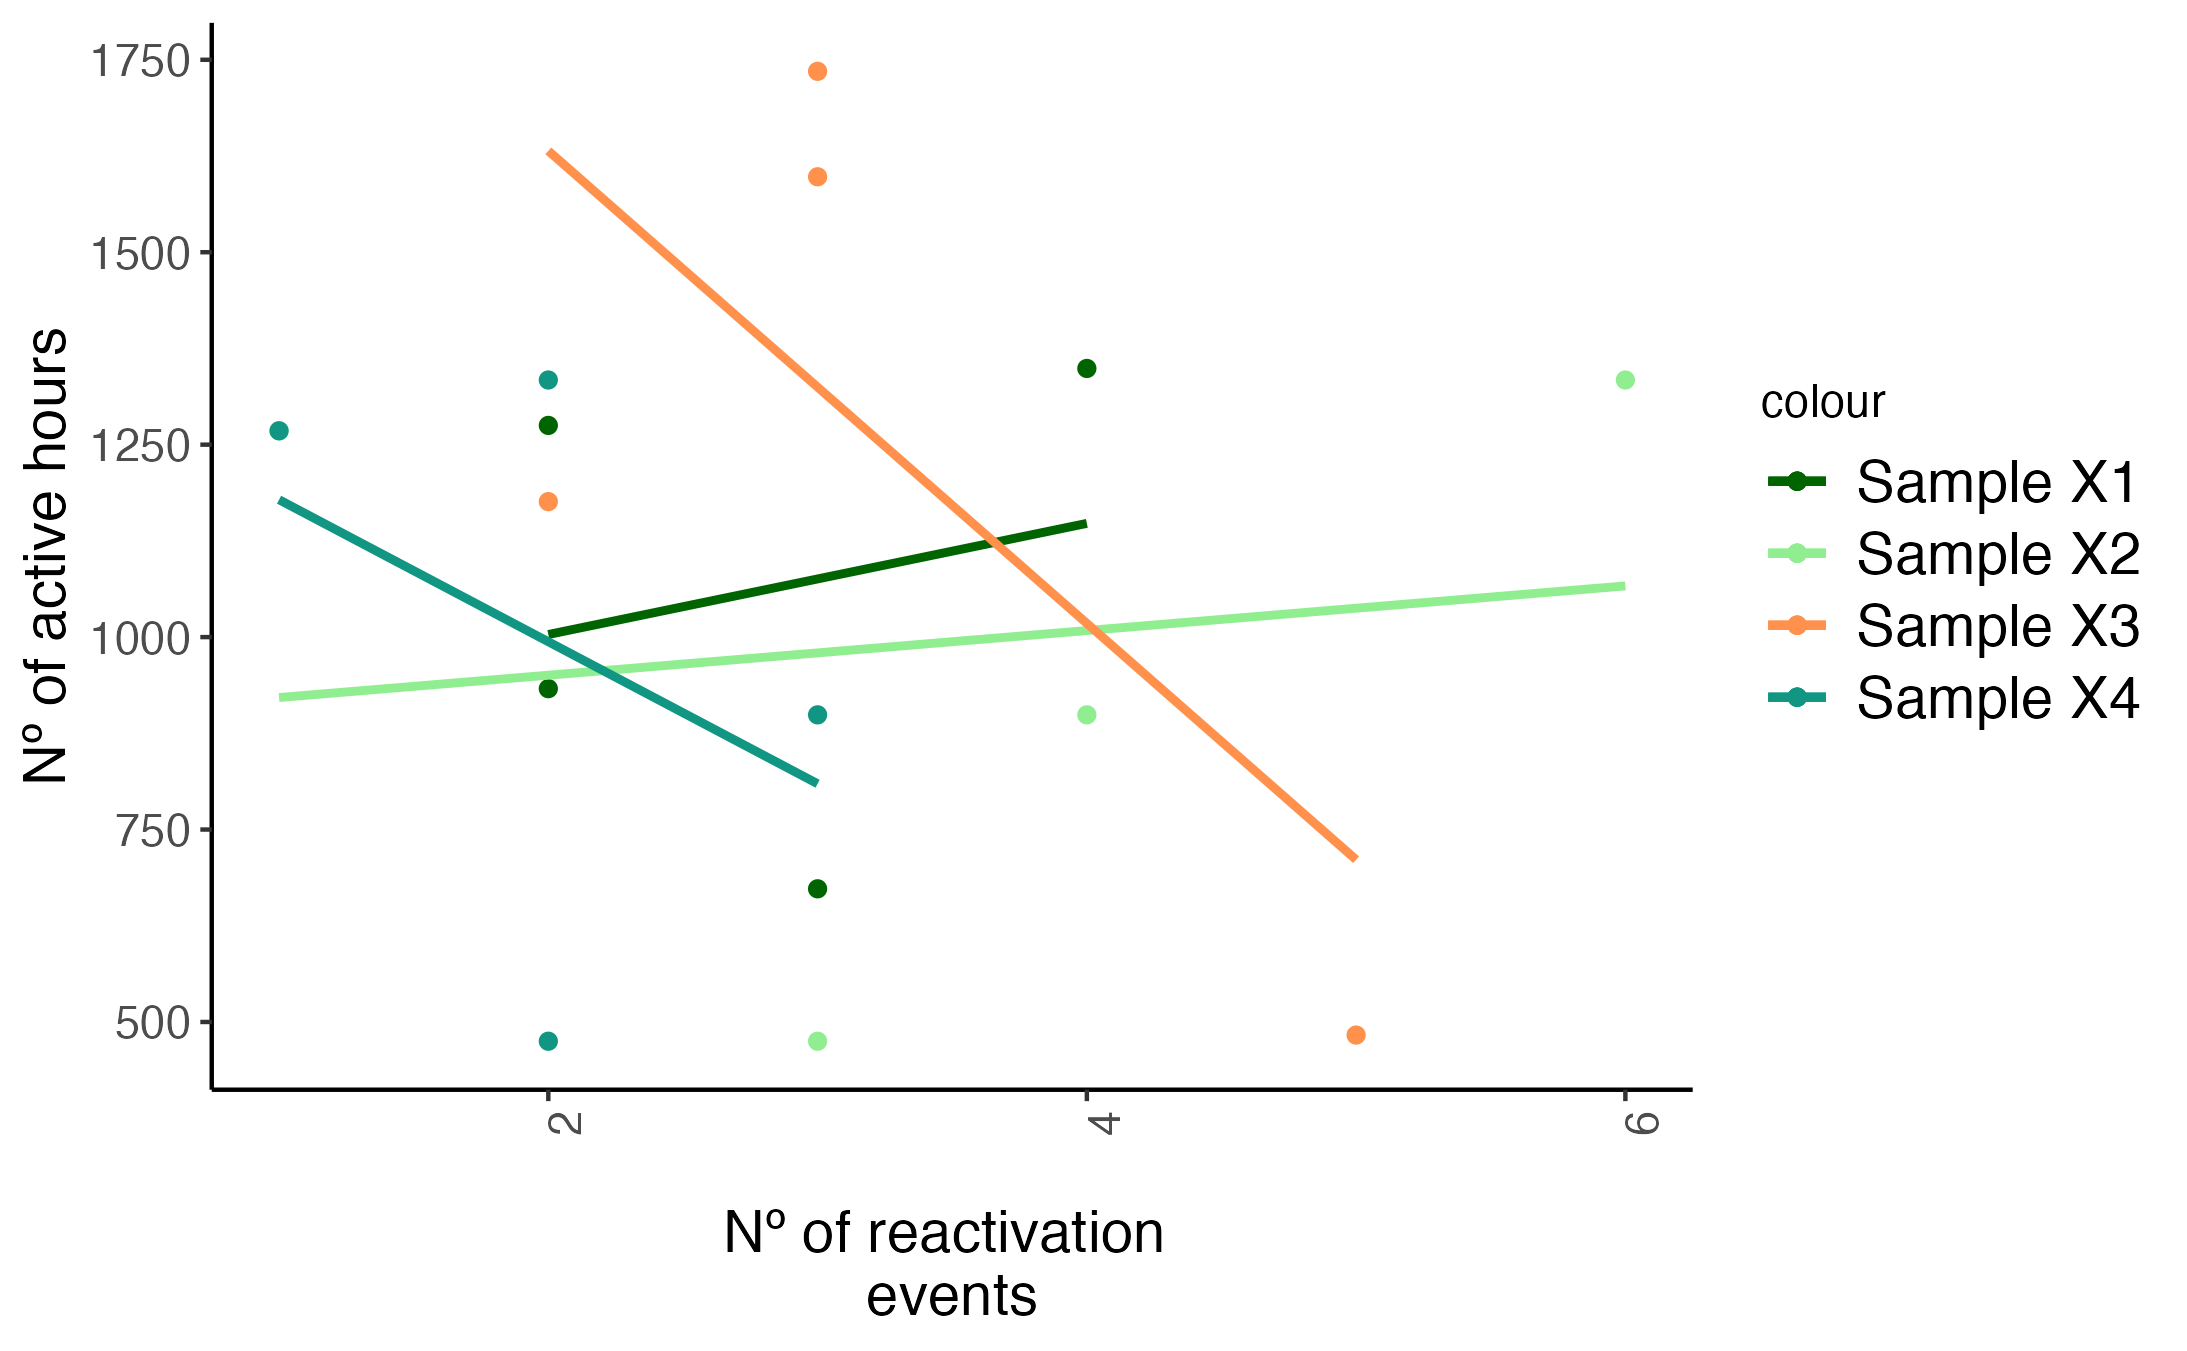 Nº of active hours
1750
1500
1250
1000
750
500
2
4
6
Nº of reactivation
events
colour
Sample X1
Sample X2
Sample X3
Sample X4